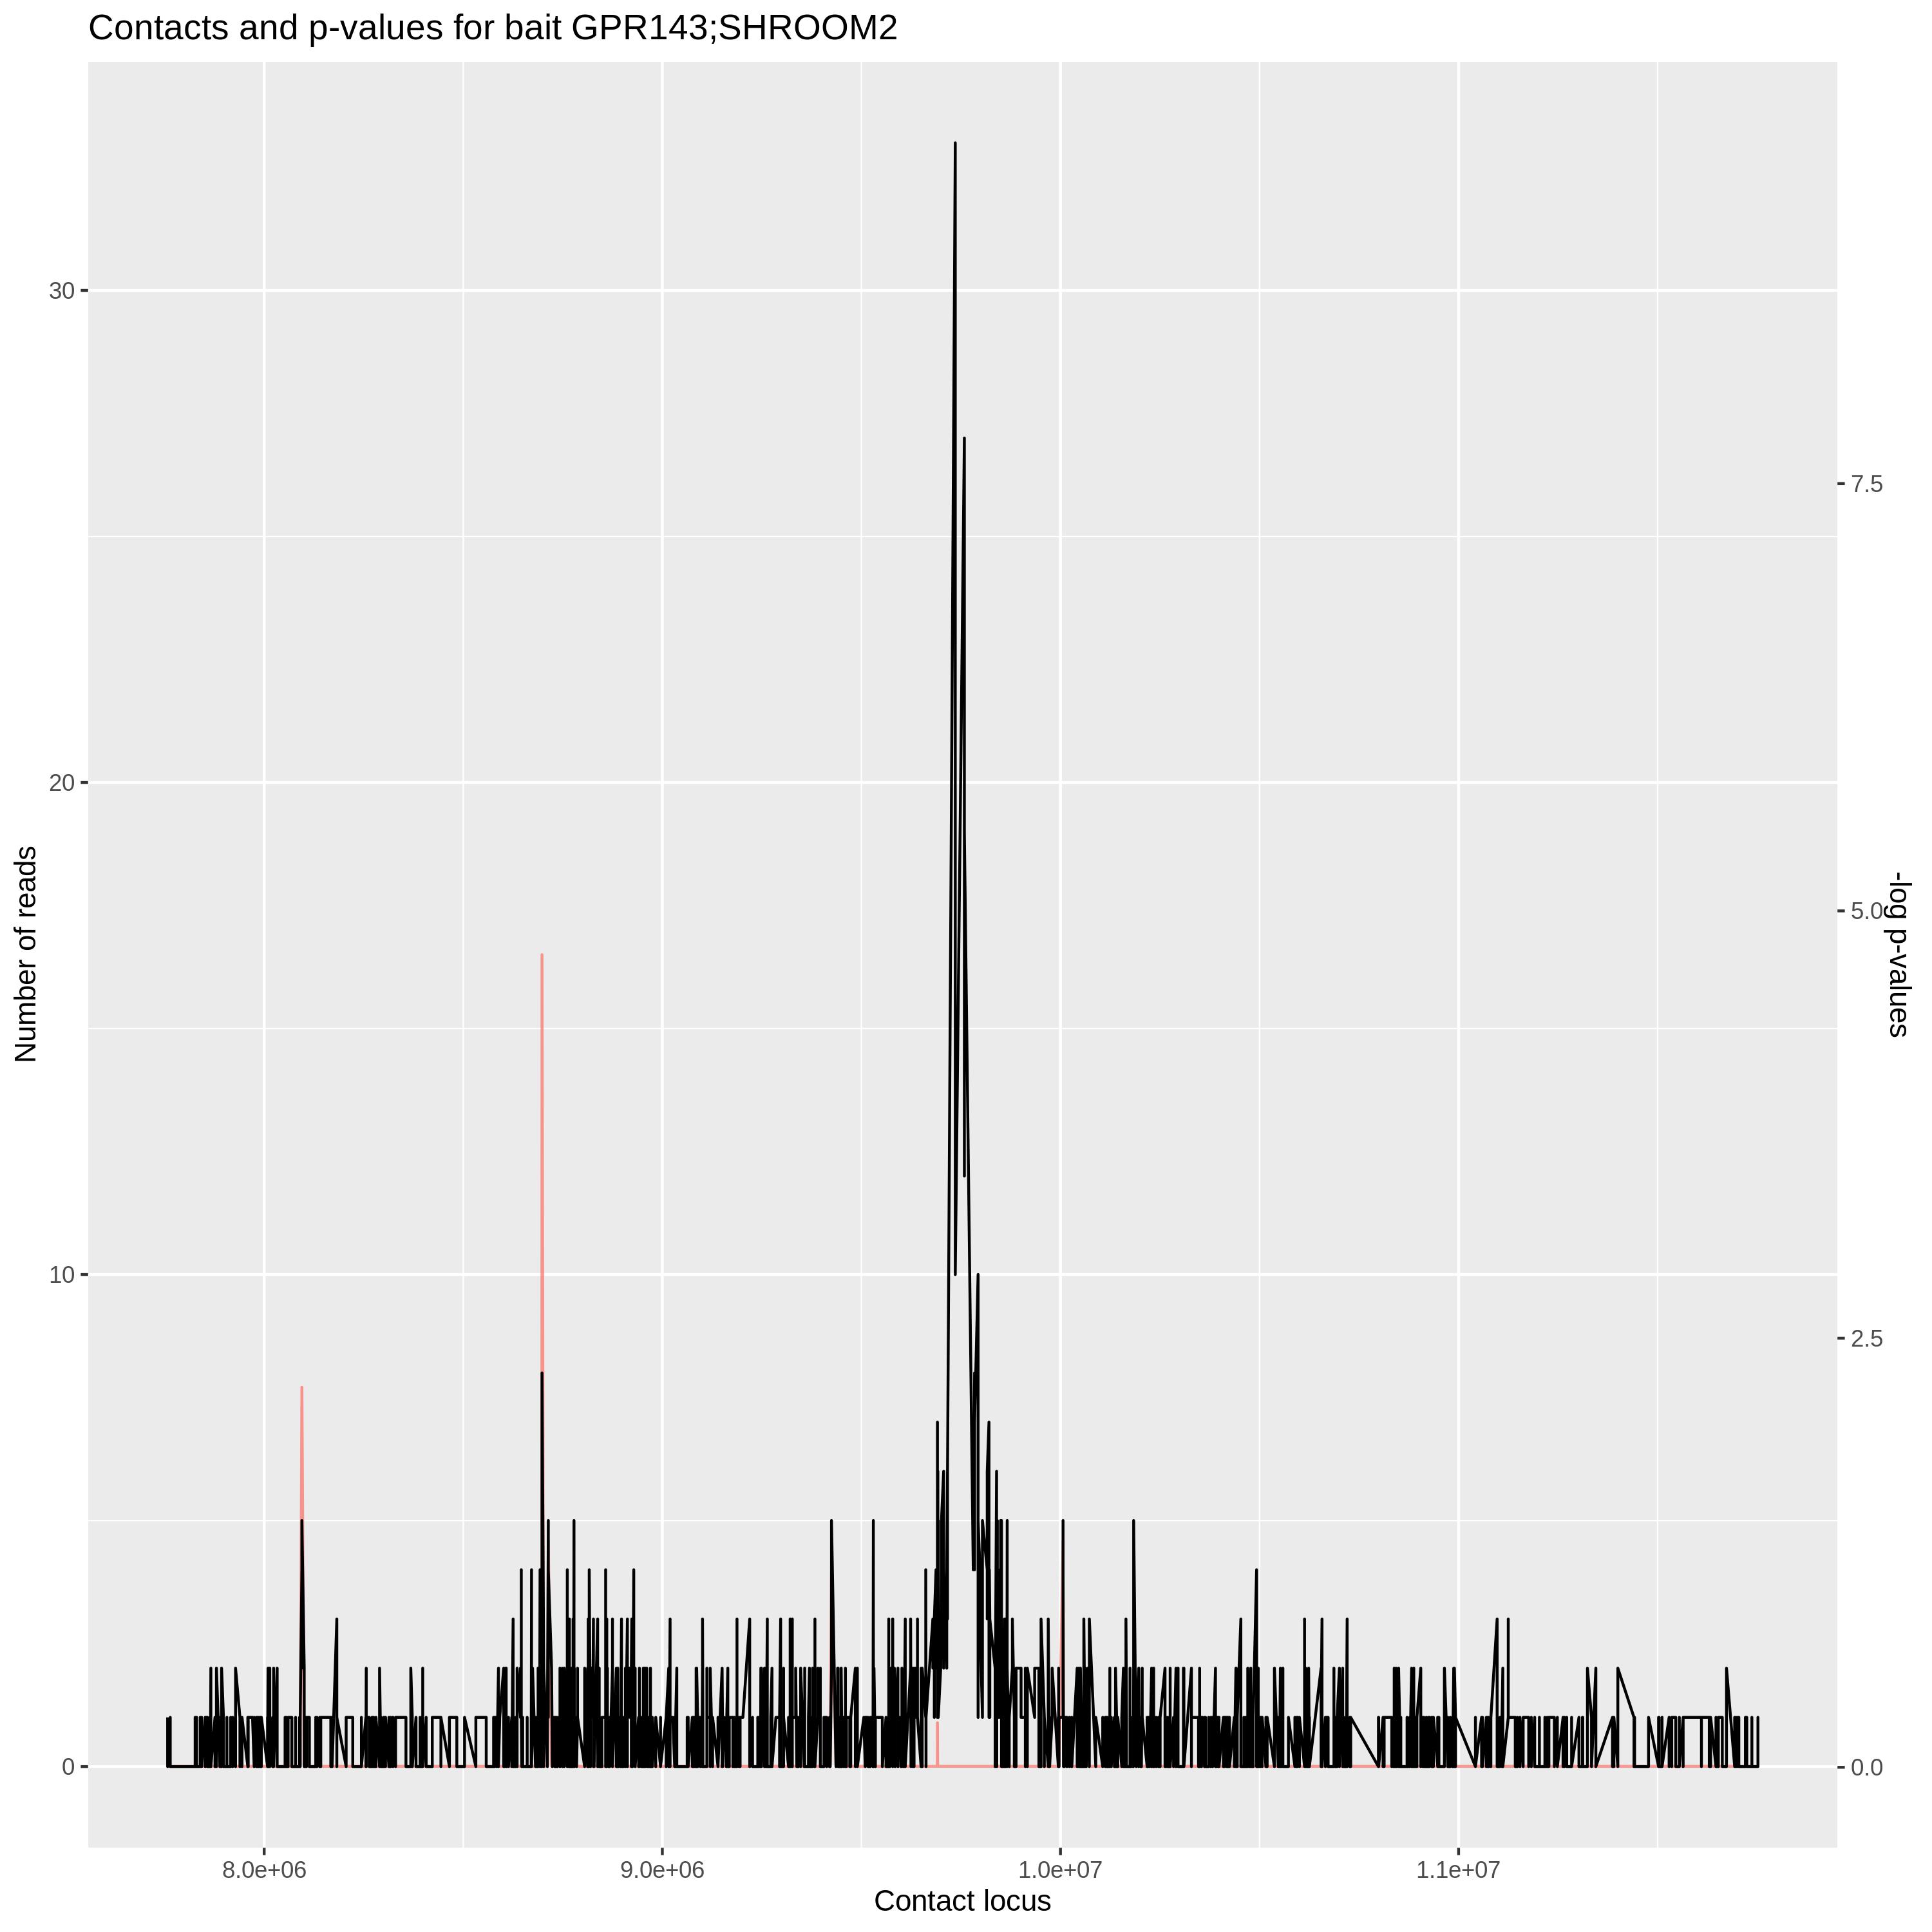 Contacts and p-values for bait GPR143;SHROOM2
30
20
10
0
Number of reads
7.5
5.0
2.5
0.0
-log p-values
8.0e+06
9.0e+06
1.0e+07
1.1e+07
Contact locus